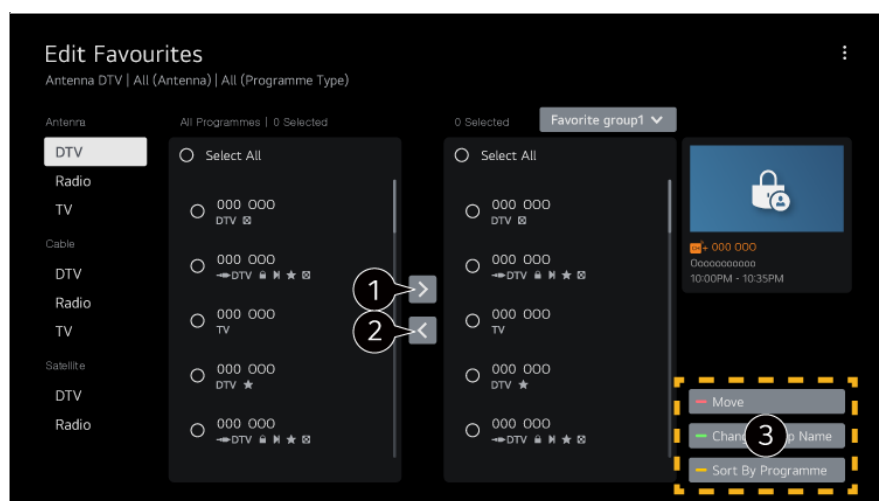 Edit Favourites
Antenna DTV | All (Antenna) | All (Programme Type)
Antenna
DTV
Radio
TV
Cable
DTV
Radio
TV
Satellite
DTV
Radio
All Programmes | 0 Selected
Select All
000 000
DTV
000 000
DTV
000 000
TV
000 000
DTV ★
000 000
DTV ★
1
2
0 Selected
Favorite group1
Select All
000 000
DTV
000 000
DTV ★
000 000
TV
000 000
DTV ★
000 000
DTV ★
CH+ 000 000
Ooooooooooo
10:00PM - 10:35PM
Move
3
Name
Sort By Programme